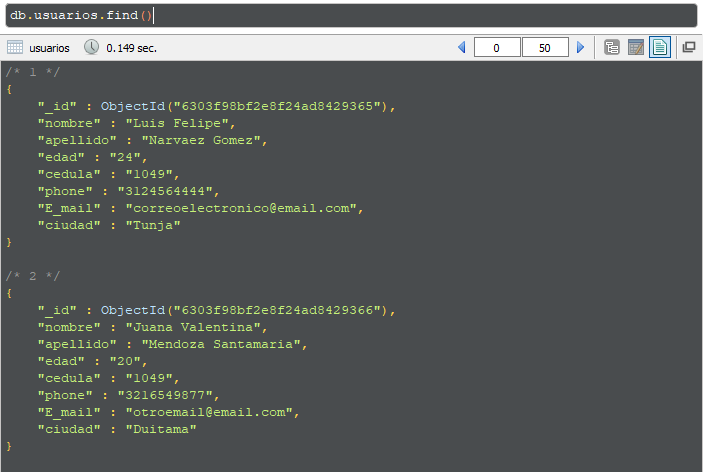 db.usuarios.find()
usuarios 0.149 sec. 0 50
/* 1 */
{
"_id" : ObjectId("6303f98bf2e8f24ad8429365"),
"nombre" : "Luis Felipe",
"apellido" : "Narvaez Gomez",
"edad" : "24",
"cedula" : "1049",
"phone" : "3124564444",
"E_mail" : "correoelectronico@email.com",
"ciudad" : "Tunja"
}
/* 2 */
{
"_id" : ObjectId("6303f98bf2e8f24ad8429366"),
"nombre" : "Juana Valentina",
"apellido" : "Mendoza Santamaria",
"edad" : "20",
"cedula" : "1049",
"phone" : "3216549877",
"E_mail" : "otroemail@email.com",
"ciudad" : "Duitama"
}